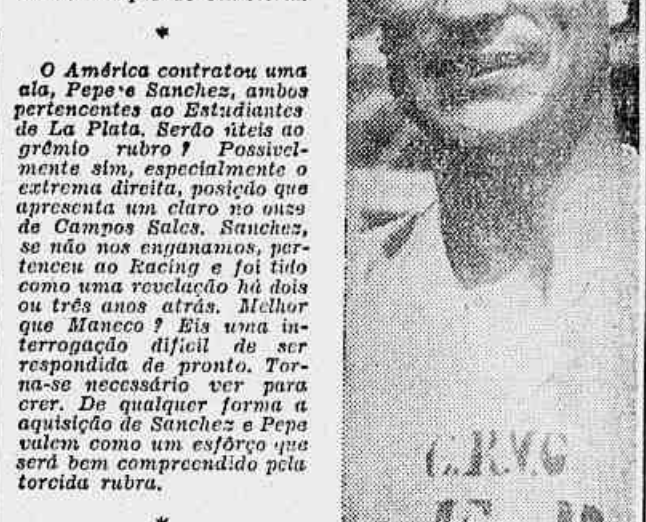 O América contratou uma
ala, Pepe e Sanchez, ambos
pertencentes ao Estudiantes
de La Plata. Serão úteis ao
grêmio rubro ? Possivel-
mente sim, especialmente o
extrema direita, posição que
apresenta um claro no onze
de Campos Sales. Sanchez,
se não nos enganamos, per-
tenceu ao Racing e foi tido
como uma revelação há dois
ou três anos atrás. Melhor
que Maneco ? Eis uma in-
terrogação difícil de ser
respondida de pronto. Tor-
na-se necessário ver para
crer. De qualquer forma a
aquisição de Sanchez e Pepe
valem como um esfôrço que
será bem compreendido pela
torcida rubra.
C.R.V.G